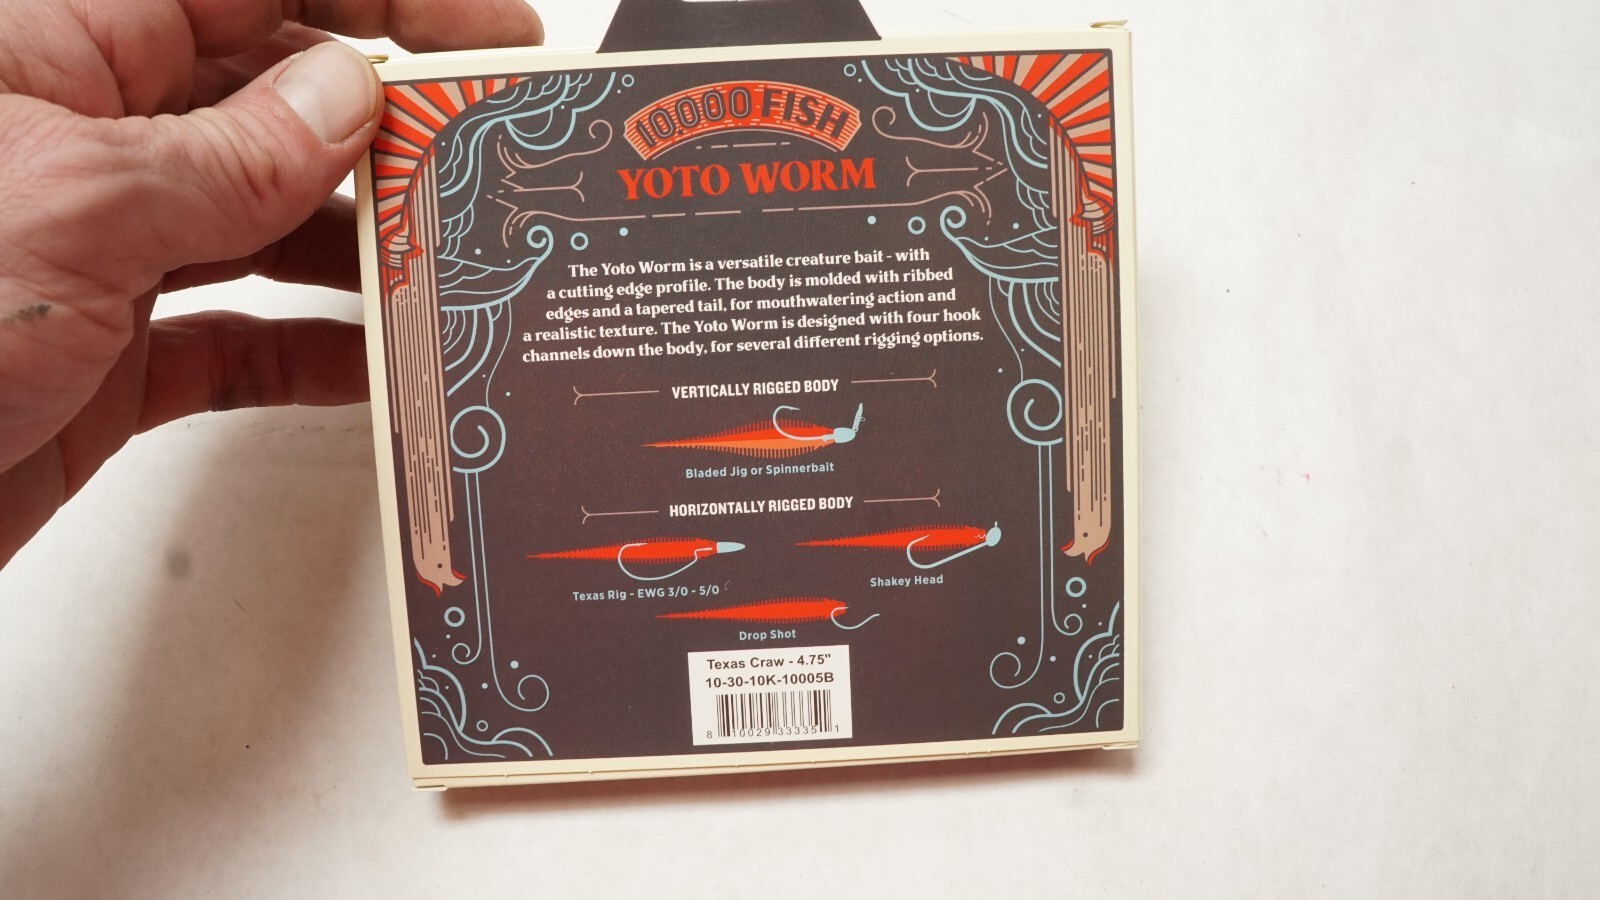 10,000 FISH
YOTO WORM
The Yoto Worm is a versatile creature bait - with
a cutting edge profile. The body is molded with ribbed
edges and a tapered tail, for mouthwatering action and
a realistic texture. The Yoto Worm is designed with four hook
channels down the body, for several different rigging options.
VERTICALLY RIGGED BODY
Bladed Jig or Spinnerbait
HORIZONTALLY RIGGED BODY
Texas Rig - EWG 3/0 - 5/0
Shakey Head
Drop Shot
Texas Craw - 4.75"
10-30-10K-10005B
8 10029 33335 1